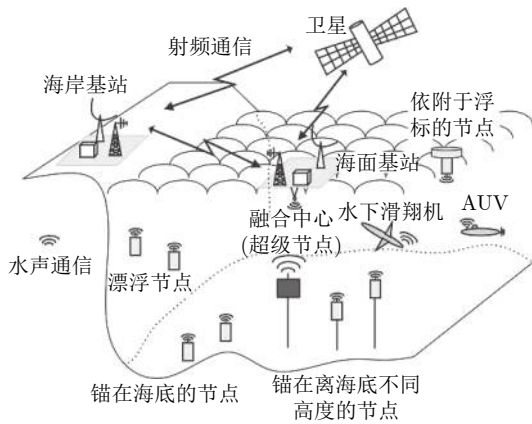 卫星
射频通信
海岸基站
依附于浮
标的节点
海面基站
融合中心
(超级节点)
水下滑翔机
AUV
水声通信
漂浮节点
锚在海底的节点
锚在离海底不同
高度的节点